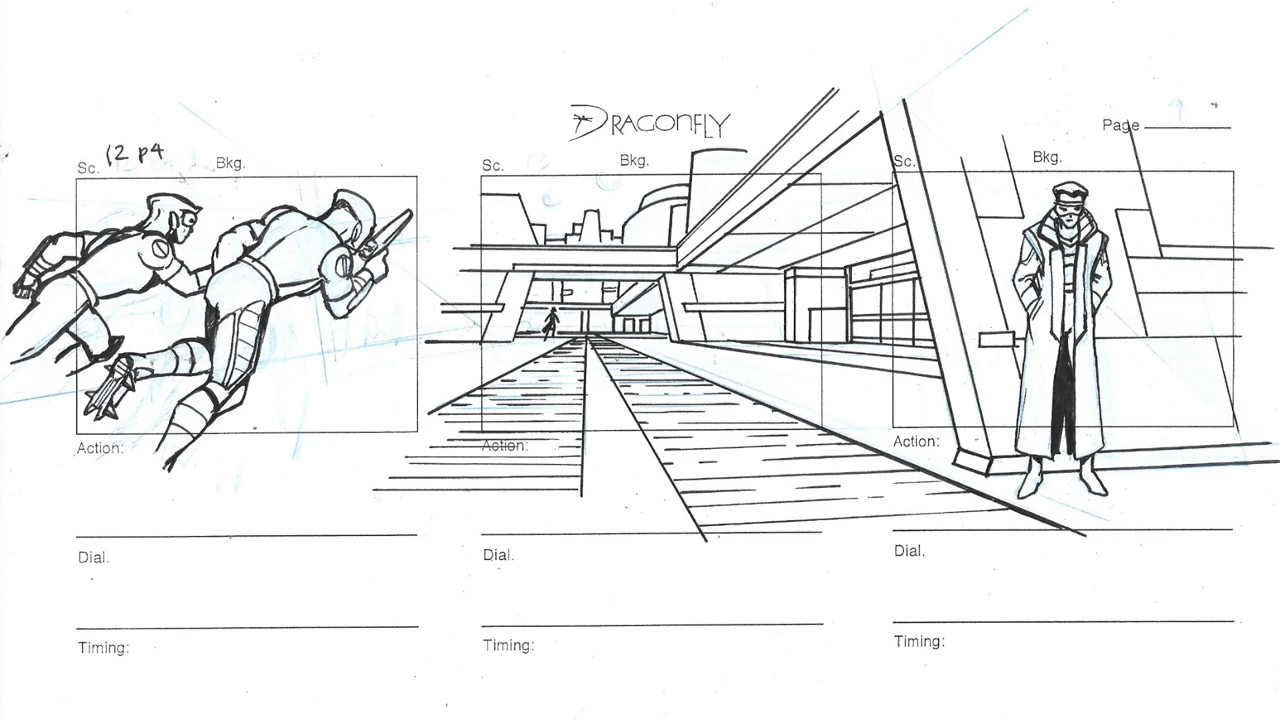 DRAGONFLY
Page
Sc. 12 p4 Bkg.
Sc. Bkg.
Sc. Bkg.
Action:
Action:
Action:
Dial.
Dial.
Dial.
Timing:
Timing:
Timing: